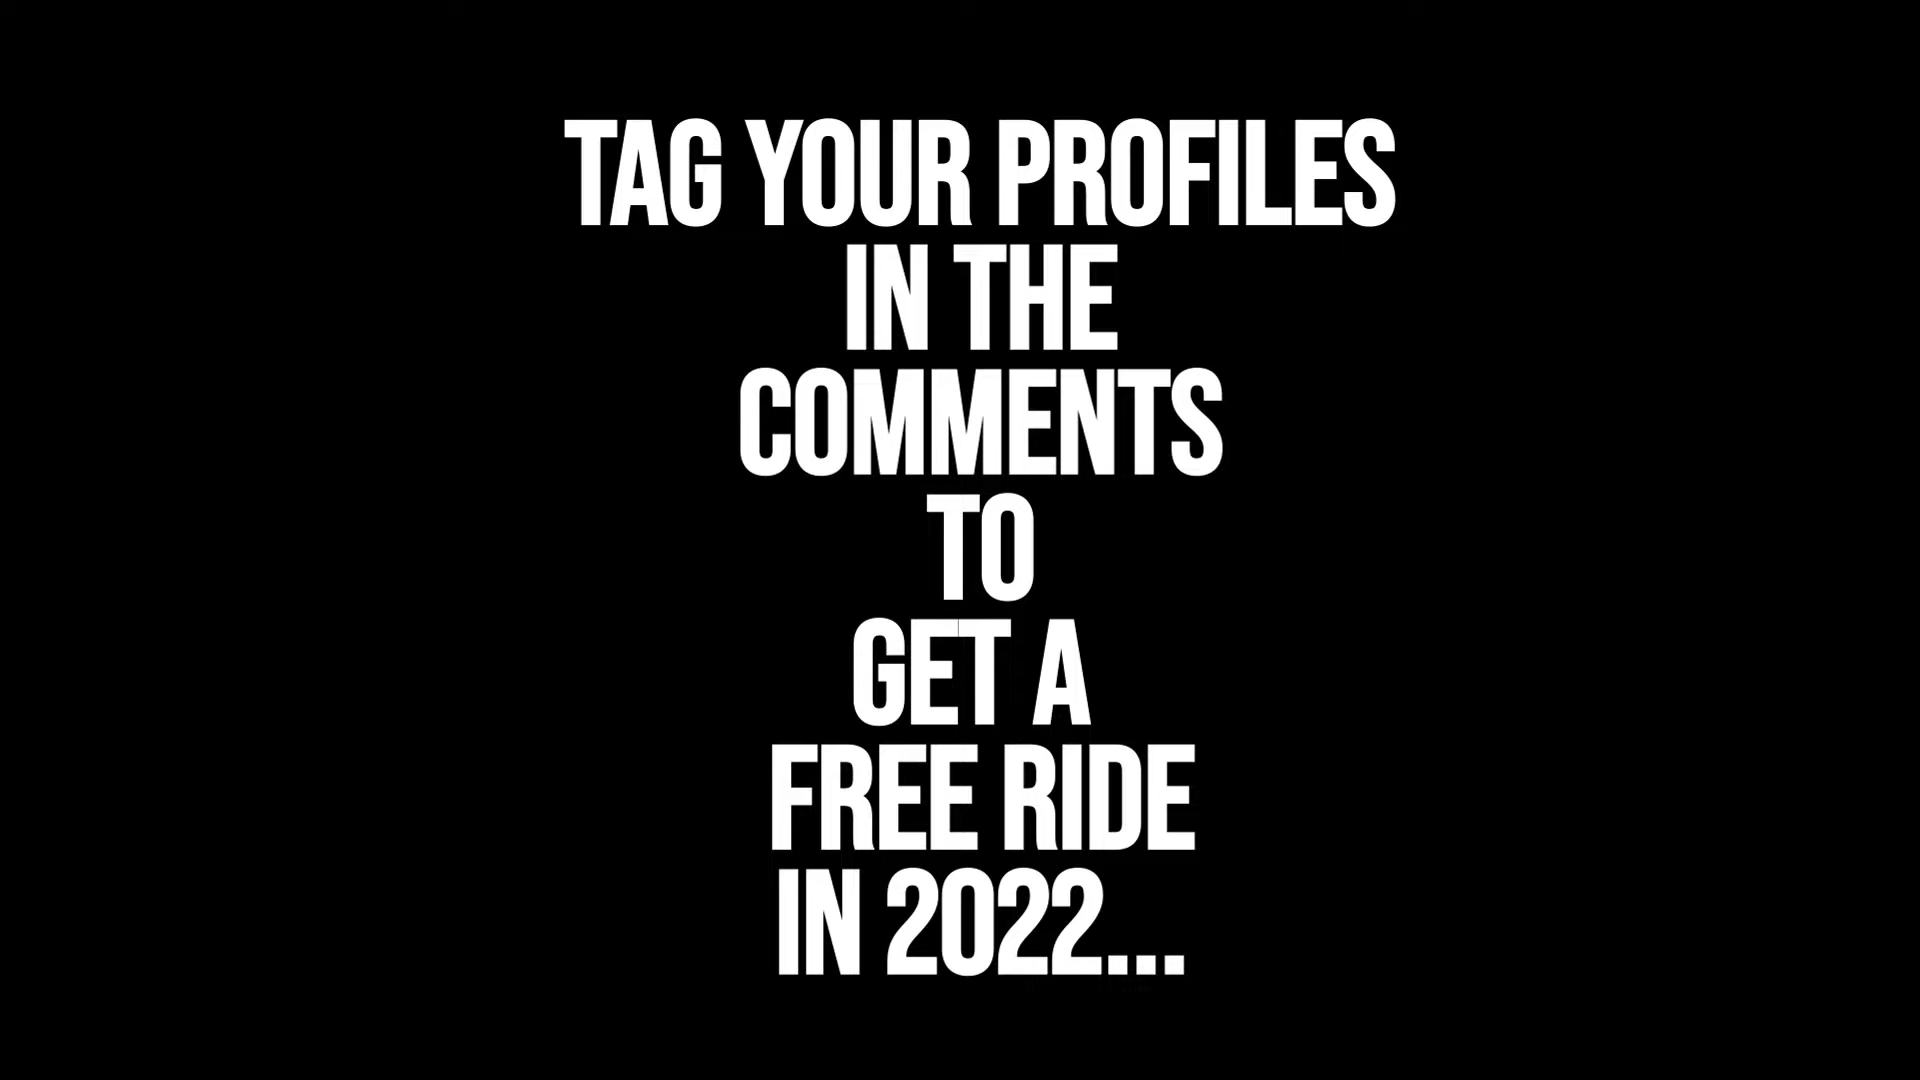 TAG YOUR PROFILES
IN THE
COMMENTS
TO
GET A
FREE RIDE
IN 2022...